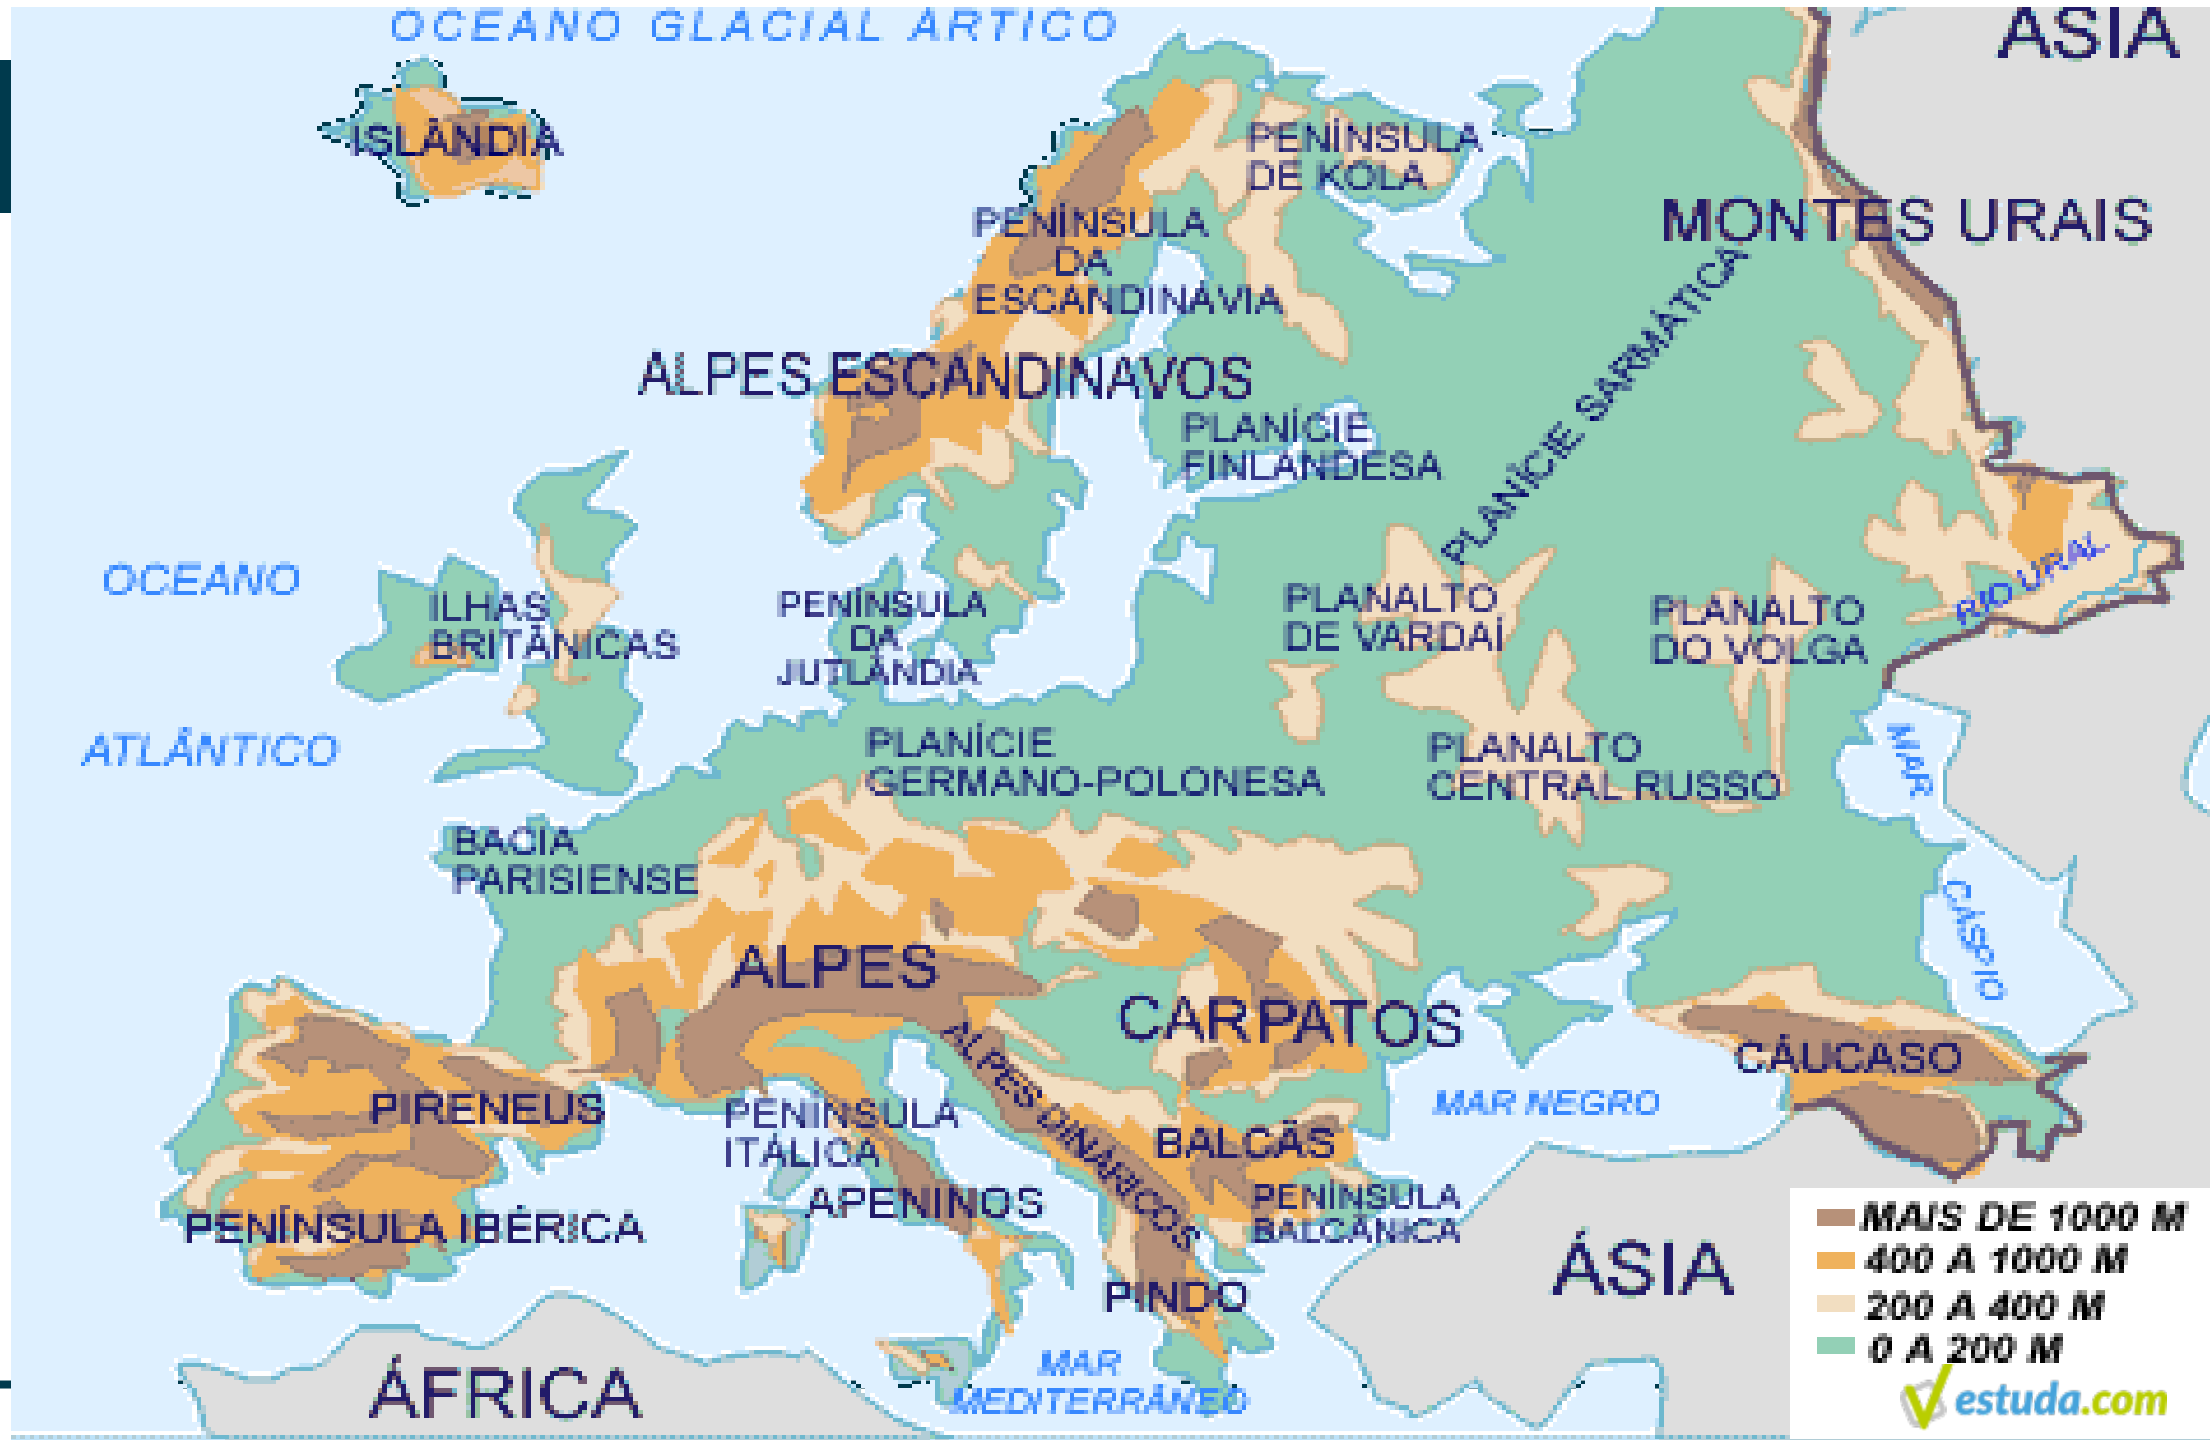 OCEANO GLACIAL ÁRTICO
ÁSIA
ISLÂNDIA
PENÍNSULA
DE KOLA
MONTES URAIS
PENÍNSULA
DA
ESCANDINÁVIA
PLANÍCIE SARMÁTICA
ALPES ESCANDINAVOS
PLANÍCIE
FINLANDESA
OCEANO
ATLÂNTICO
ILHAS
BRITÂNICAS
PENÍNSULA
DA
JUTLÂNDIA
PLANALTO
DE VARDAÍ
PLANALTO
DO VOLGA
RIO URAL
PLANÍCIE
GERMANO-POLONESA
PLANALTO
CENTRAL RUSSO
MAR
CÁSPIO
BACIA
PARISIENSE
ALPES
CARPATOS
ALPES DINÁRICOS
CÁUCASO
MAR NEGRO
PIRENEUS
PENÍNSULA
ITÁLICA
BALCÃS
APENINOS
PENÍNSULA
BALCÂNICA
PENÍNSULA IBÉRICA
PINDO
ÁSIA
MAR
MEDITERRÂNEO
ÁFRICA
MAIS DE 1000 M
400 A 1000 M
200 A 400 M
0 A 200 M
estuda.com